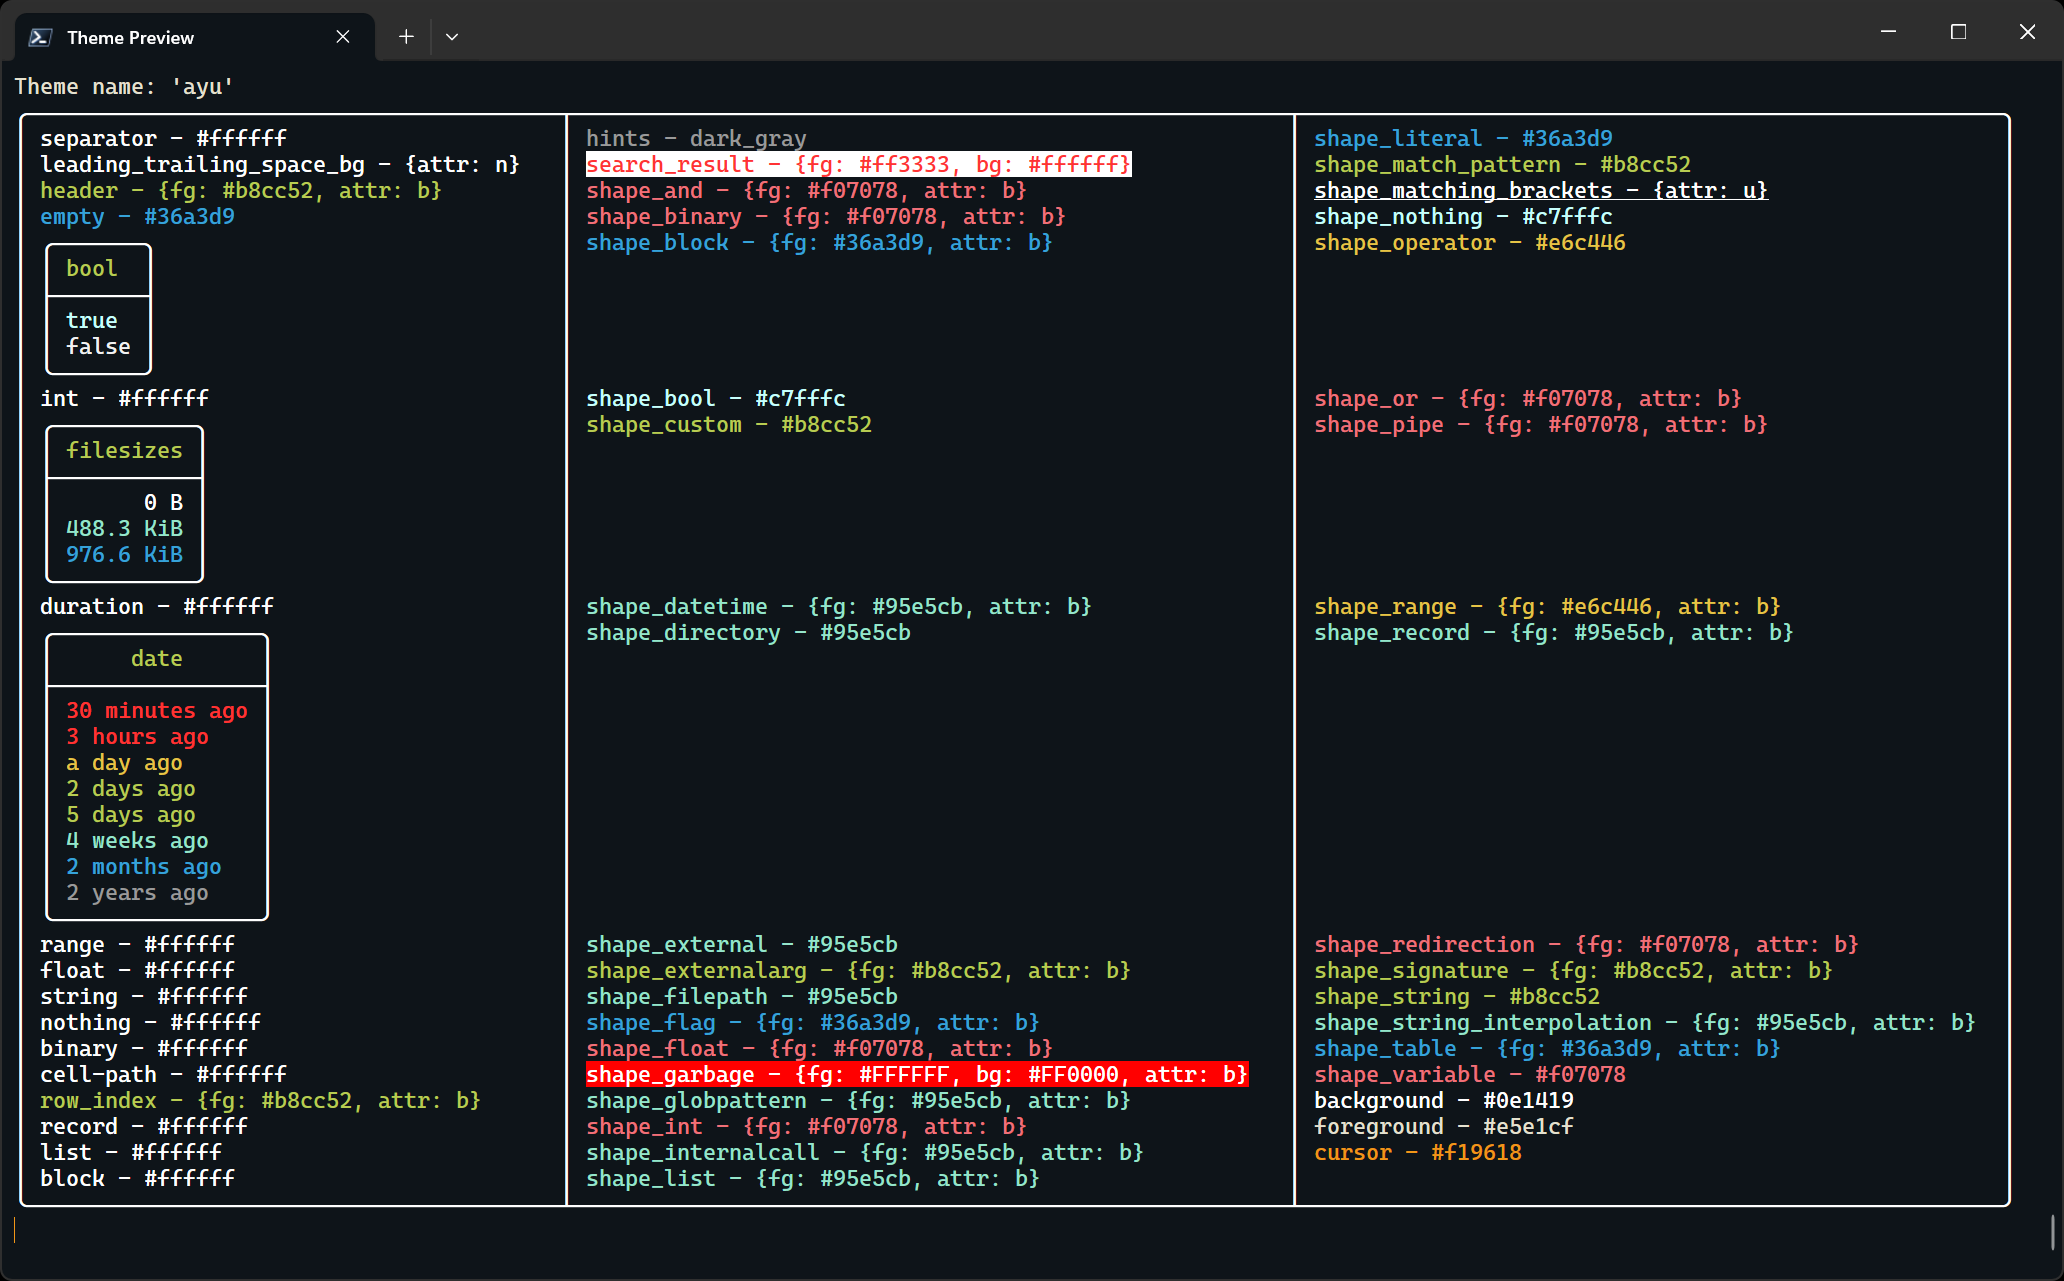 Theme Preview
Theme name: 'ayu'
separator - #ffffff
leading_trailing_space_bg - {attr: n}
header - {fg: #b8cc52, attr: b}
empty - #36a3d9
bool
true
false
int - #ffffff
filesizes
0 B
488.3 KiB
976.6 KiB
duration - #ffffff
date
30 minutes ago
3 hours ago
a day ago
2 days ago
5 days ago
4 weeks ago
2 months ago
2 years ago
range - #ffffff
float - #ffffff
string - #ffffff
nothing - #ffffff
binary - #ffffff
cell-path - #ffffff
row_index - {fg: #b8cc52, attr: b}
record - #ffffff
list - #ffffff
block - #ffffff
hints - dark_gray
search_result - {fg: #ff3333, bg: #ffffff}
shape_and - {fg: #f07078, attr: b}
shape_binary - {fg: #f07078, attr: b}
shape_block - {fg: #36a3d9, attr: b}
shape_bool - #c7fffc
shape_custom - #b8cc52
shape_datetime - {fg: #95e5cb, attr: b}
shape_directory - #95e5cb
shape_external - #95e5cb
shape_externalarg - {fg: #b8cc52, attr: b}
shape_filepath - #95e5cb
shape_flag - {fg: #36a3d9, attr: b}
shape_float - {fg: #f07078, attr: b}
shape_garbage - {fg: #FFFFFF, bg: #FF0000, attr: b}
shape_globpattern - {fg: #95e5cb, attr: b}
shape_int - {fg: #f07078, attr: b}
shape_internalcall - {fg: #95e5cb, attr: b}
shape_list - {fg: #95e5cb, attr: b}
shape_literal - #36a3d9
shape_match_pattern - #b8cc52
shape_matching_brackets - {attr: u}
shape_nothing - #c7fffc
shape_operator - #e6c446
shape_or - {fg: #f07078, attr: b}
shape_pipe - {fg: #f07078, attr: b}
shape_range - {fg: #e6c446, attr: b}
shape_record - {fg: #95e5cb, attr: b}
shape_redirection - {fg: #f07078, attr: b}
shape_signature - {fg: #b8cc52, attr: b}
shape_string - #b8cc52
shape_string_interpolation - {fg: #95e5cb, attr: b}
shape_table - {fg: #36a3d9, attr: b}
shape_variable - #f07078
background - #0e1419
foreground - #e5e1cf
cursor - #f19618